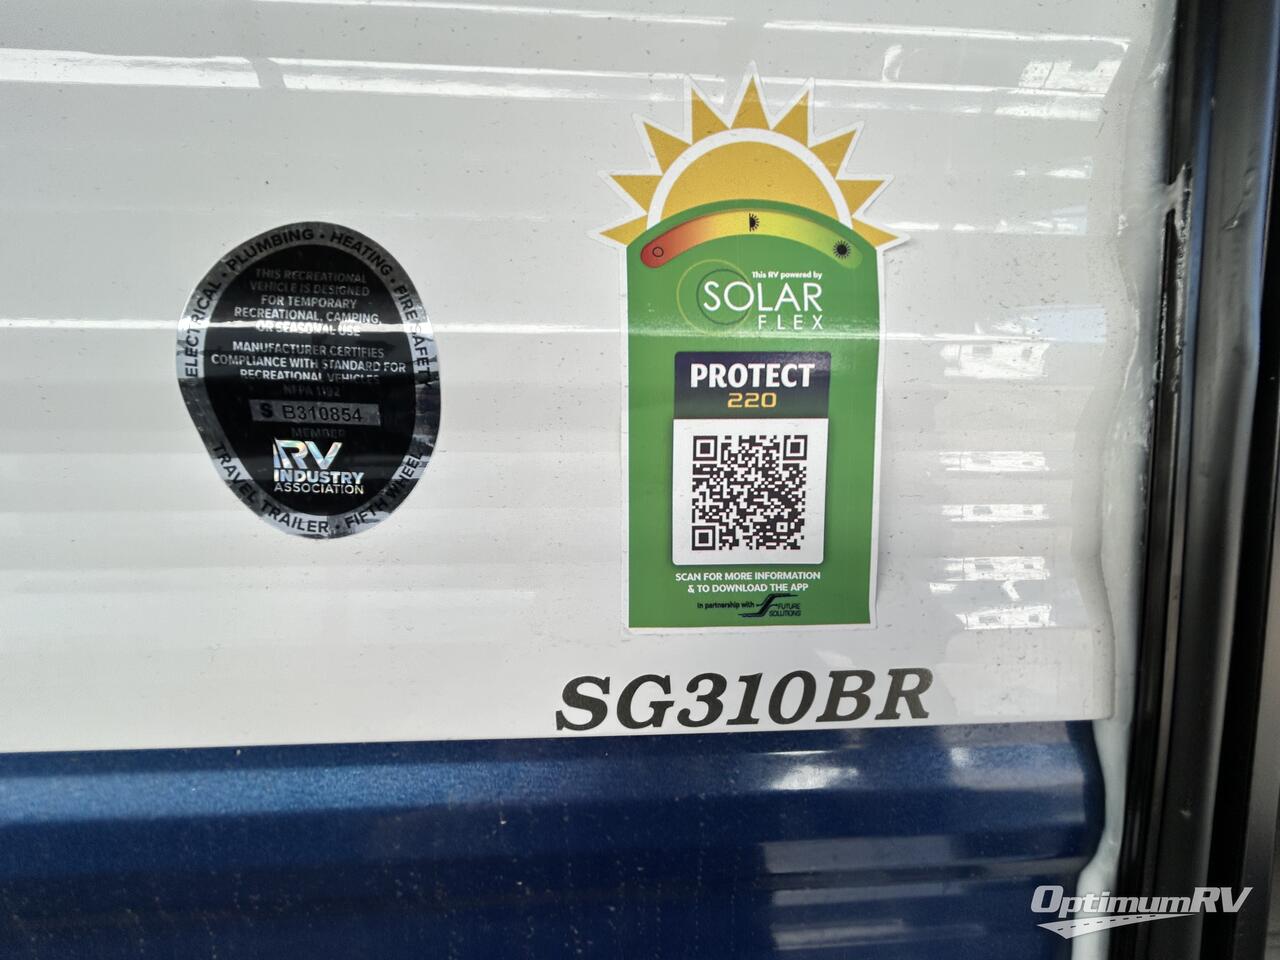 ELECTRICAL • PLUMBING • HEATING • FIRE SAFETY
THIS RECREATIONAL
VEHICLE IS DESIGNED
FOR TEMPORARY
RECREATIONAL, CAMPING,
OR SEASONAL USE
MANUFACTURER CERTIFIES
COMPLIANCE WITH STANDARD FOR
RECREATIONAL VEHICLES
NFPA 1192
S B310854
MEMBER
RV
INDUSTRY
ASSOCIATION
TRAVEL TRAILER • FIFTH WHEEL
This RV powered by
SOLAR
FLEX
PROTECT
220
SCAN FOR MORE INFORMATION
& TO DOWNLOAD THE APP
In partnership with FUTURE
SOLUTIONS
SG310BR
OptimumRV